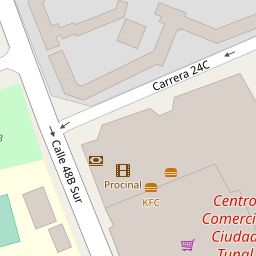 Carrera 24C
Calle 48B Sur
Procinal
KFC
Centro
Comerci
Ciudad
Tunal